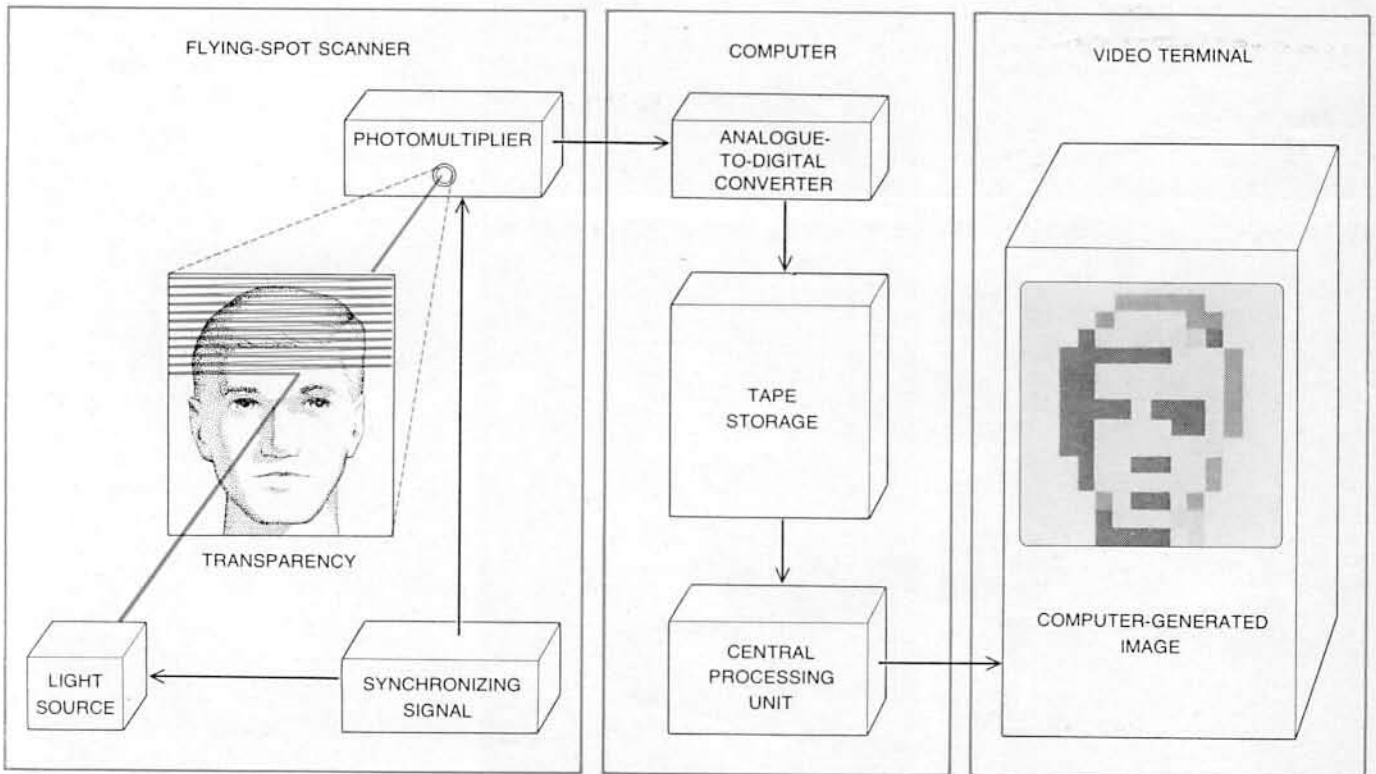 FLYING-SPOT SCANNER
PHOTOMULTIPLIER
TRANSPARENCY
LIGHT
SOURCE
SYNCHRONIZING
SIGNAL
COMPUTER
ANALOGUE-
TO-DIGITAL
CONVERTER
TAPE
STORAGE
CENTRAL
PROCESSING
UNIT
VIDEO TERMINAL
COMPUTER-GENERATED
IMAGE